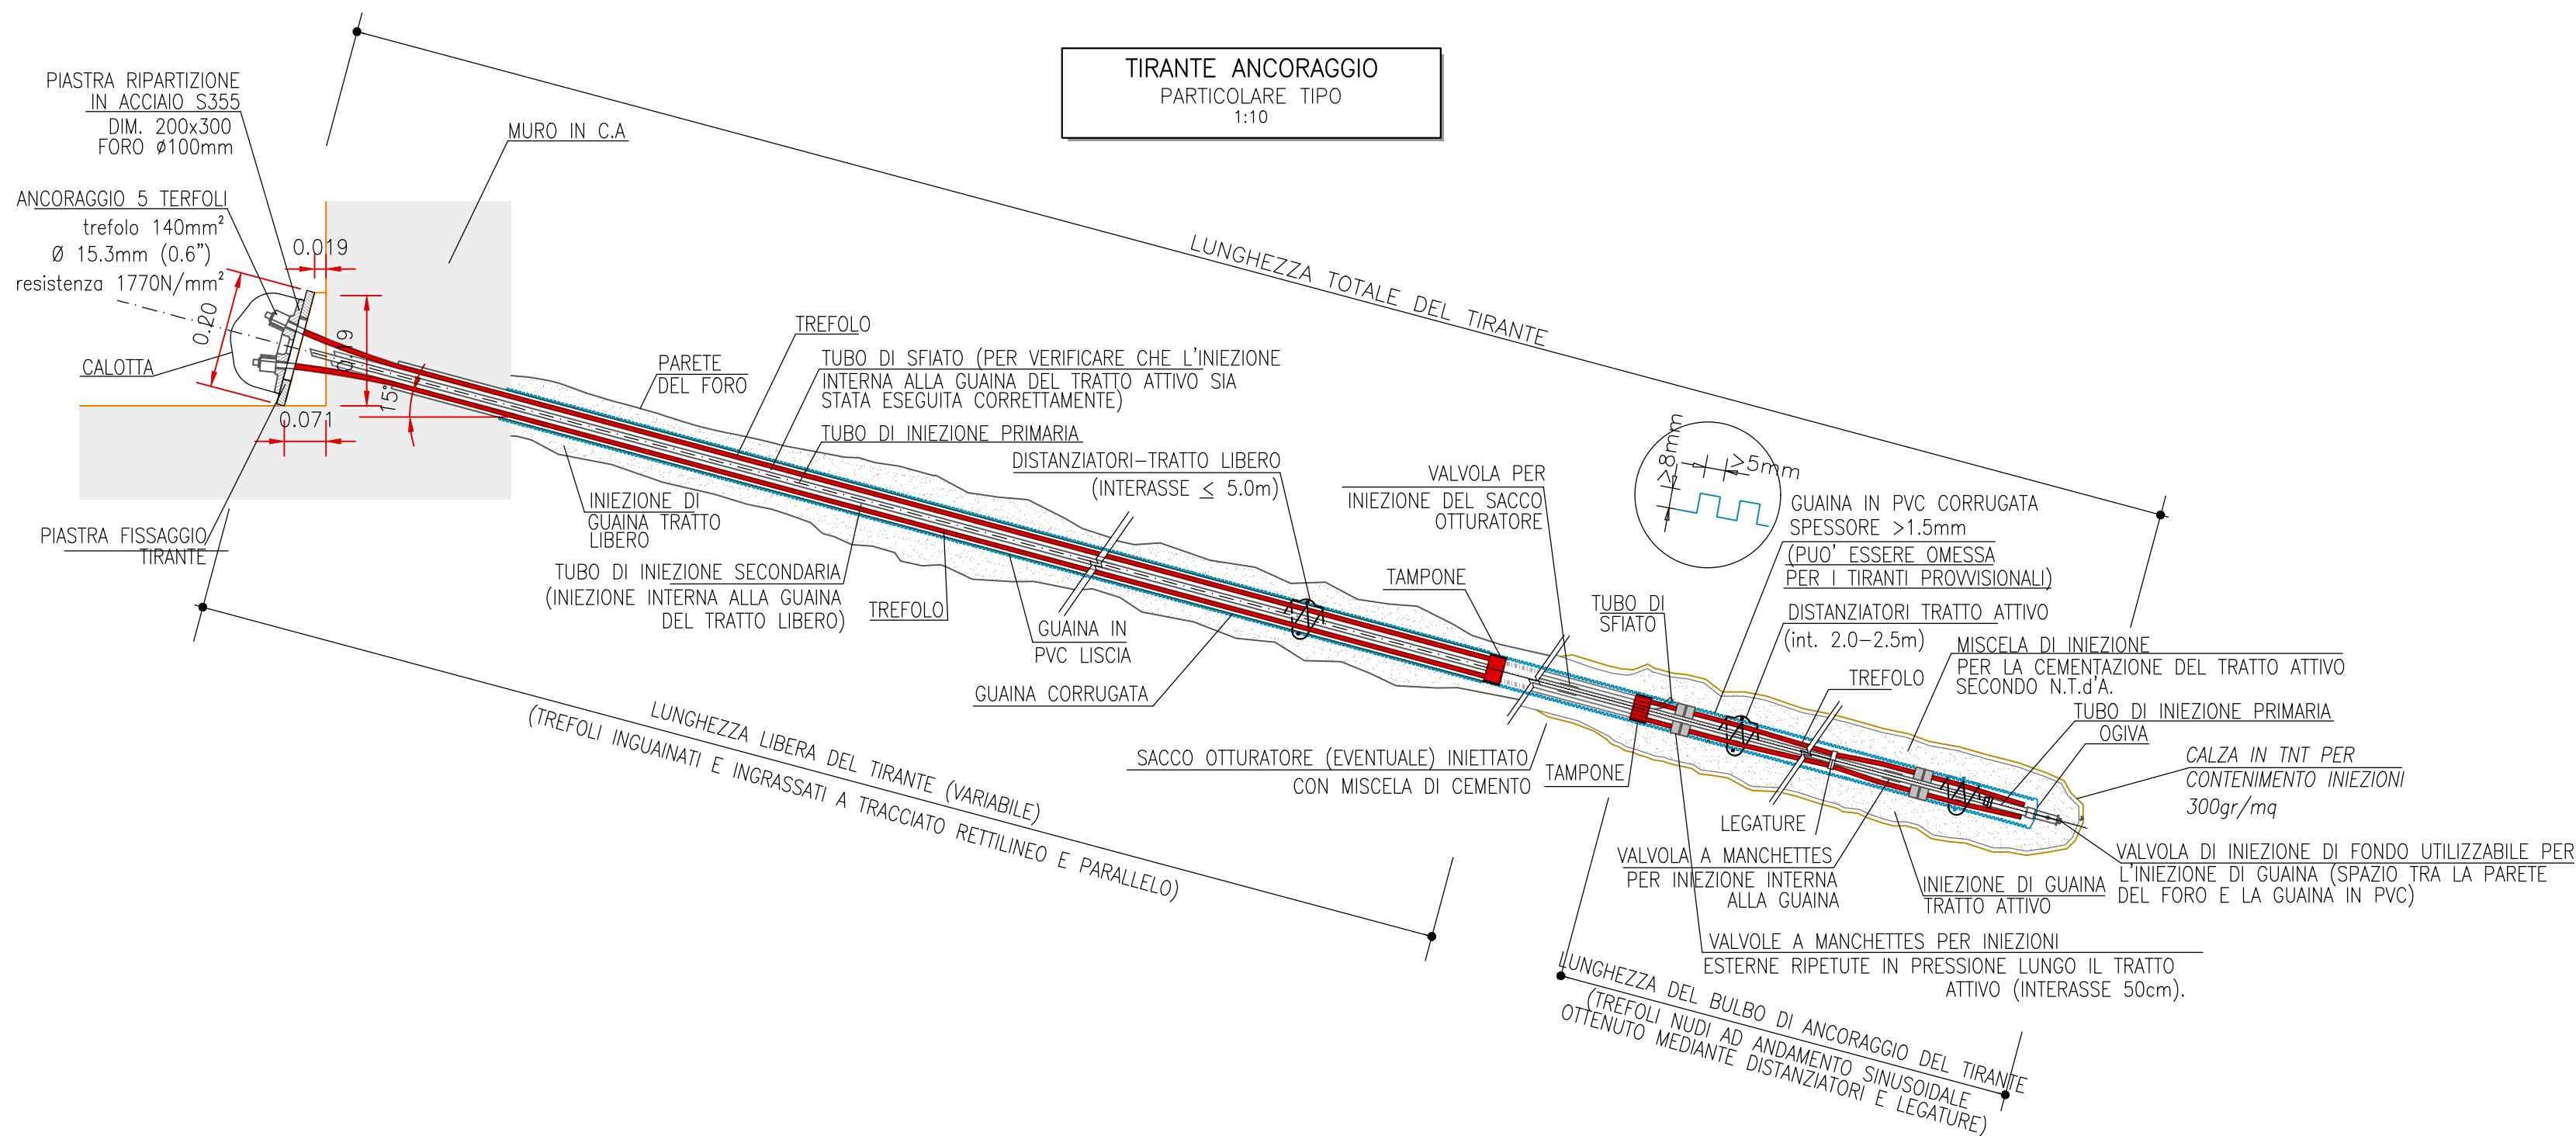 TIRANTE ANCORAGGIO
PARTICOLARE TIPO
1:10
PIASTRA RIPARTIZIONE
IN ACCIAIO S355
DIM. 200x300
FORO Ø100mm
MURO IN C.A
ANCORAGGIO 5 TERFOLI
trefolo 140mm²
Ø 15.3mm (0.6")
resistenza 1770N/mm²
0.019
0.20
0.19
15°
0.071
CALOTTA
PIASTRA FISSAGGIO
TIRANTE
LUNGHEZZA TOTALE DEL TIRANTE
PARETE
DEL FORO
TREFOLO
TUBO DI SFIATO (PER VERIFICARE CHE L'INIEZIONE
INTERNA ALLA GUAINA DEL TRATTO ATTIVO SIA
STATA ESEGUITA CORRETTAMENTE)
TUBO DI INIEZIONE PRIMARIA
DISTANZIATORI-TRATTO LIBERO
(INTERASSE ≤ 5.0m)
VALVOLA PER
INIEZIONE DEL SACCO
OTTURATORE
>8mm
>5mm
GUAINA IN PVC CORRUGATA
SPESSORE >1.5mm
(PUO' ESSERE OMESSA
PER I TIRANTI PROVVISIONALI)
INIEZIONE DI
GUAINA TRATTO
LIBERO
TUBO DI INIEZIONE SECONDARIA
(INIEZIONE INTERNA ALLA GUAINA
DEL TRATTO LIBERO)
TREFOLO
GUAINA IN
PVC LISCIA
GUAINA CORRUGATA
TAMPONE
TUBO DI
SFIATO
DISTANZIATORI TRATTO ATTIVO
(int. 2.0-2.5m)
MISCELA DI INIEZIONE
PER LA CEMENTAZIONE DEL TRATTO ATTIVO
SECONDO N.T.d'A.
TREFOLO
TUBO DI INIEZIONE PRIMARIA
OGIVA
CALZA IN TNT PER
CONTENIMENTO INIEZIONI
300gr/mq
SACCO OTTURATORE (EVENTUALE) INIETTATO
CON MISCELA DI CEMENTO
TAMPONE
LEGATURE
VALVOLA A MANCHETTES
PER INIEZIONE INTERNA
ALLA GUAINA
INIEZIONE DI GUAINA
TRATTO ATTIVO
VALVOLA DI INIEZIONE DI FONDO UTILIZZABILE PER
L'INIEZIONE DI GUAINA (SPAZIO TRA LA PARETE
DEL FORO E LA GUAINA IN PVC)
VALVOLE A MANCHETTES PER INIEZIONI
ESTERNE RIPETUTE IN PRESSIONE LUNGO IL TRATTO
ATTIVO (INTERASSE 50cm).
LUNGHEZZA LIBERA DEL TIRANTE (VARIABILE)
(TREFOLI INGUAINATI E INGRASSATI A TRACCIATO RETTILINEO E PARALLELO)
LUNGHEZZA DEL BULBO DI ANCORAGGIO DEL TIRANTE
(TREFOLI NUDI AD ANDAMENTO SINUSOIDALE
OTTENUTO MEDIANTE DISTANZIATORI E LEGATURE)